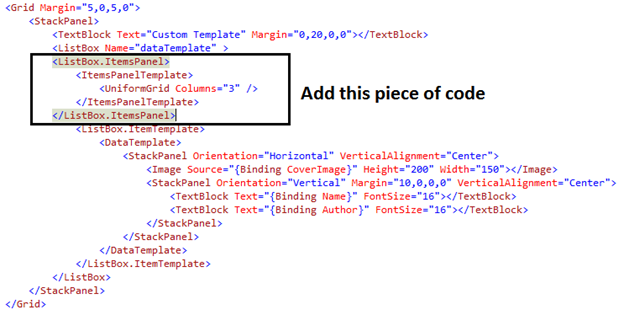 <Grid Margin="5,0,5,0">
<StackPanel>
<TextBlock Text="Custom Template" Margin="0,20,0,0"></TextBlock>
<ListBox Name="dataTemplate" >
<ListBox.ItemsPanel>
<ItemsPanelTemplate>
<UniformGrid Columns="3" />
</ItemsPanelTemplate>
</ListBox.ItemsPanel>
Add this piece of code
<ListBox.ItemTemplate>
<DataTemplate>
<StackPanel Orientation="Horizontal" VerticalAlignment="Center">
<Image Source="{Binding CoverImage}" Height="200" Width="150"></Image>
<StackPanel Orientation="Vertical" Margin="10,0,0,0" VerticalAlignment="Center">
<TextBlock Text="{Binding Name}" FontSize="16"></TextBlock>
<TextBlock Text="{Binding Author}" FontSize="16"></TextBlock>
</StackPanel>
</StackPanel>
</DataTemplate>
</ListBox.ItemTemplate>
</ListBox>
</StackPanel>
</Grid>